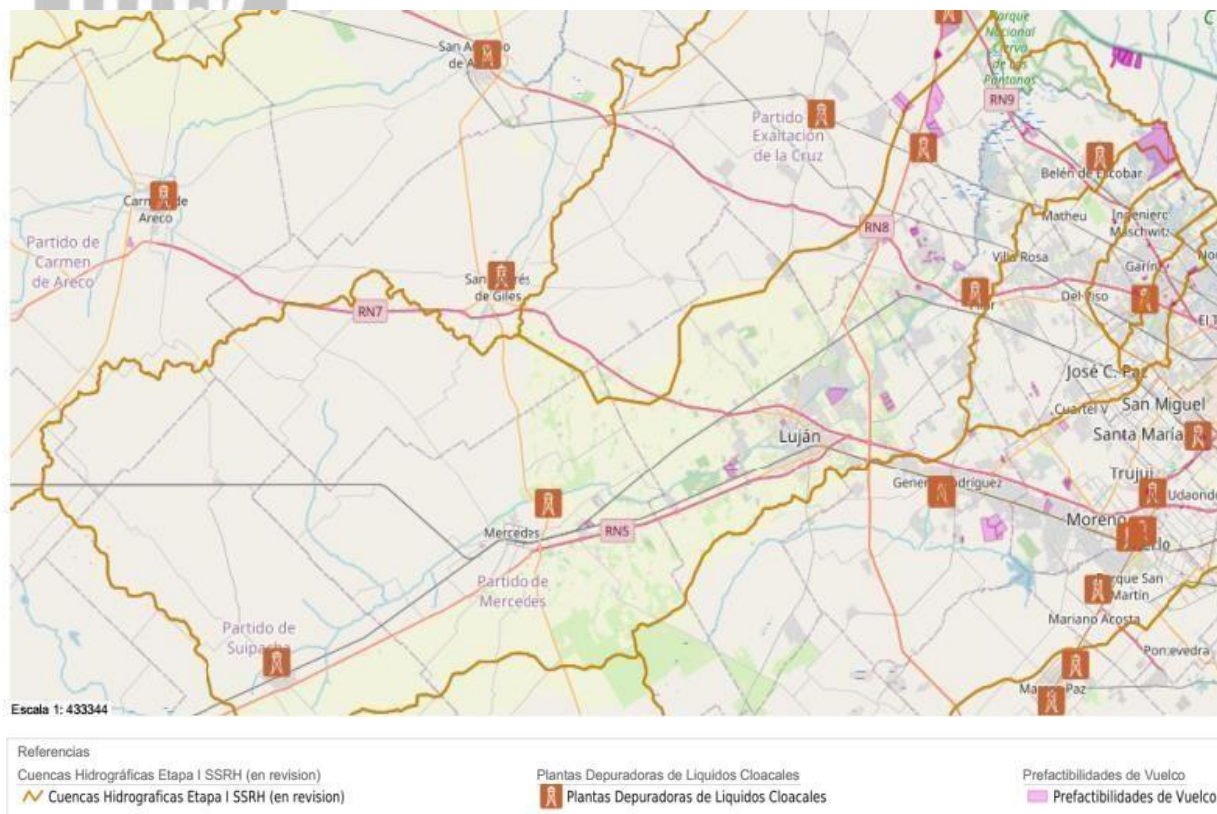 Parque
Nacional
Ciervo
de los
Pantanos
C
San A
de A
RN9
Partido
Exaltación
de la Cruz
Belén de Escobar
Carmen de
Areco
Partido de
Carmen
de Areco
Matheu
Ingeniero
Maschwitz
RN8
Villa Rosa
Garín
No
San Andrés
de Giles
Del Viso
RN7
El T
José C. Paz
Cuartel V
San Miguel
Luján
Santa María
General Rodríguez
Trujui
Udaondo
Moreno
Mercedes
RN5
Parque San
Martín
Partido de
Mercedes
Mariano Acosta
Partido de
Suipacha
Pontevedra
Paz
Escala 1: 433344
Referencias
Cuencas Hidrográficas Etapa I SSRH (en revision)
Plantas Depuradoras de Liquidos Cloacales
Prefactibilidades de Vuelco
Cuencas Hidrograficas Etapa I SSRH (en revision)
Plantas Depuradoras de Liquidos Cloacales
Prefactibilidades de Vuelco